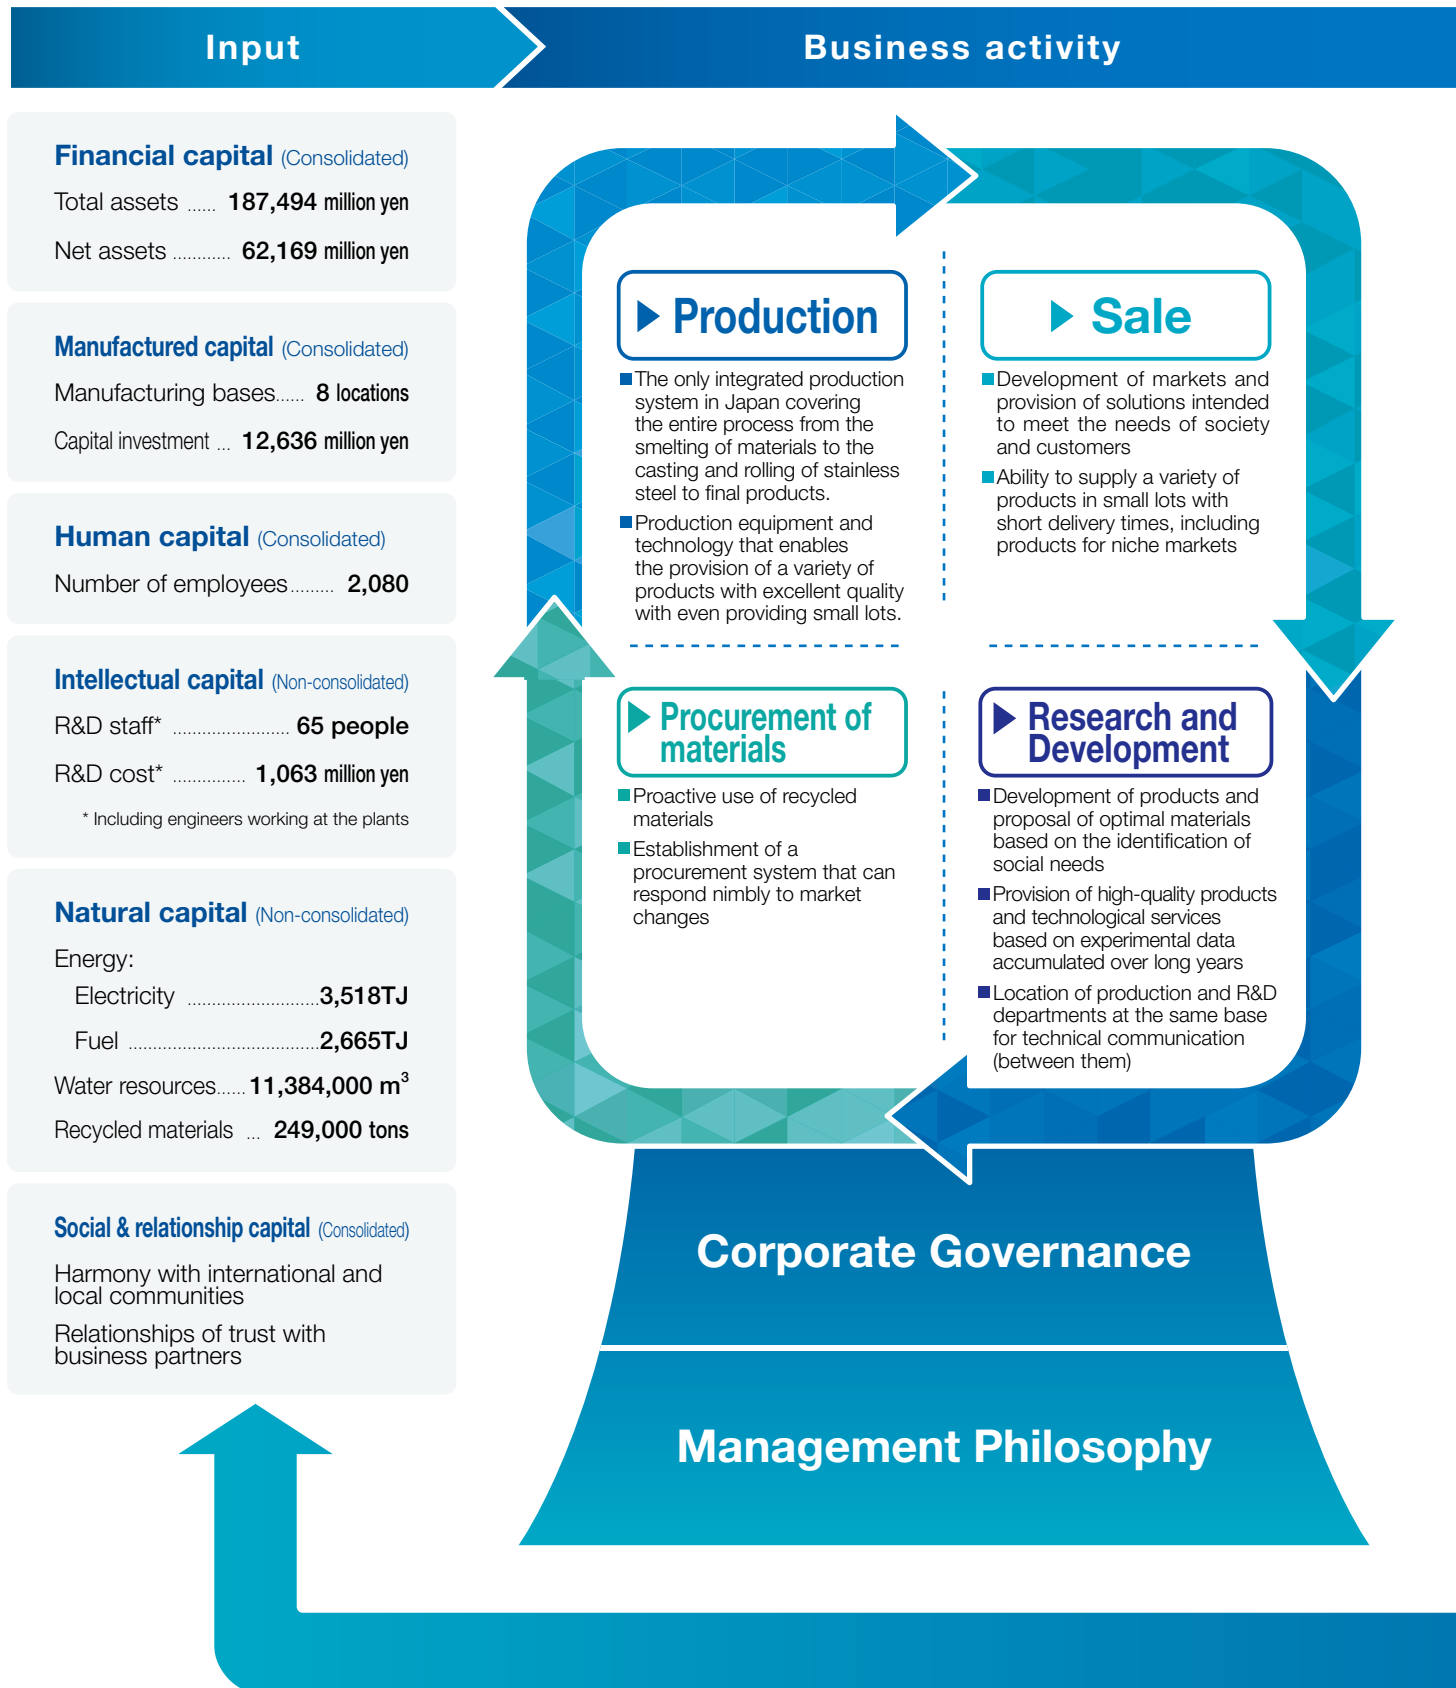 Input
Business activity
Financial capital (Consolidated)
Total assets ...... 187,494 million yen
Net assets ............ 62,169 million yen
Manufactured capital (Consolidated)
Manufacturing bases...... 8 locations
Capital investment ... 12,636 million yen
Human capital (Consolidated)
Number of employees......... 2,080
Intellectual capital (Non-consolidated)
R&D staff* ........................ 65 people
R&D cost* ............... 1,063 million yen
* Including engineers working at the plants
Natural capital (Non-consolidated)
Energy:
Electricity ...........................3,518TJ
Fuel .......................................2,665TJ
Water resources...... 11,384,000 m³
Recycled materials ... 249,000 tons
Social & relationship capital (Consolidated)
Harmony with international and
local communities
Relationships of trust with
business partners
Production
■The only integrated production
system in Japan covering
the entire process from the
smelting of materials to the
casting and rolling of stainless
steel to final products.
■Production equipment and
technology that enables
the provision of a variety of
products with excellent quality
with even providing small lots.
Sale
■Development of markets and
provision of solutions intended
to meet the needs of society
and customers
■Ability to supply a variety of
products in small lots with
short delivery times, including
products for niche markets
Procurement of
materials
■Proactive use of recycled
materials
■Establishment of a
procurement system that can
respond nimbly to market
changes
Research and
Development
■Development of products and
proposal of optimal materials
based on the identification of
social needs
■Provision of high-quality products
and technological services
based on experimental data
accumulated over long years
■Location of production and R&D
departments at the same base
for technical communication
(between them)
Corporate Governance
Management Philosophy